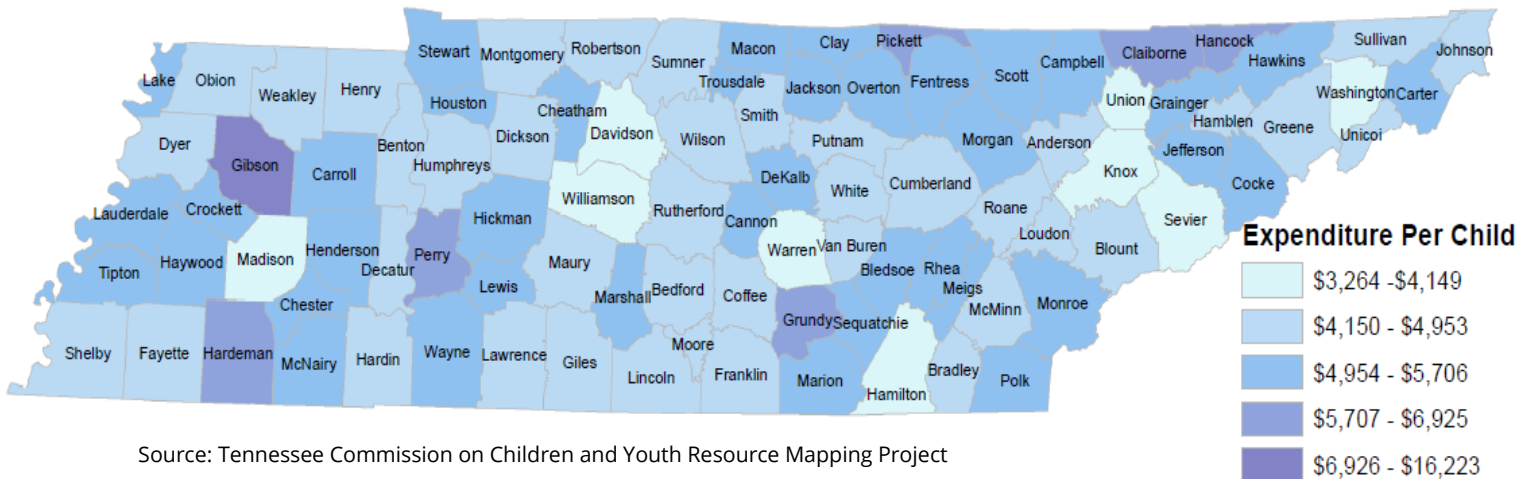 Stewart
Montgomery
Robertson
Sumner
Macon
Clay
Pickett
Claiborne
Hancock
Sullivan
Johnson
Lake
Obion
Weakley
Henry
Houston
Cheatham
Trousdale
Jackson
Overton
Fentress
Scott
Campbell
Hawkins
Union
Grainger
Washington
Carter
Dyer
Gibson
Carroll
Benton
Humphreys
Dickson
Davidson
Wilson
Smith
Putnam
Morgan
Anderson
Hamblen
Greene
Unicoi
Lauderdale
Crockett
Williamson
DeKalb
White
Cumberland
Knox
Jefferson
Cocke
Tipton
Haywood
Madison
Henderson
Decatur
Perry
Hickman
Lewis
Maury
Rutherford
Cannon
Warren
Van Buren
Roane
Loudon
Blount
Sevier
Chester
Marshall
Bedford
Coffee
Grundy
Sequatchie
Bledsoe
Rhea
Meigs
McMinn
Monroe
Shelby
Fayette
Hardeman
McNairy
Hardin
Wayne
Lawrence
Giles
Lincoln
Moore
Franklin
Marion
Hamilton
Bradley
Polk
Expenditure Per Child
$3,264 -$4,149
$4,150 - $4,953
$4,954 - $5,706
$5,707 - $6,925
$6,926 - $16,223
Source: Tennessee Commission on Children and Youth Resource Mapping Project